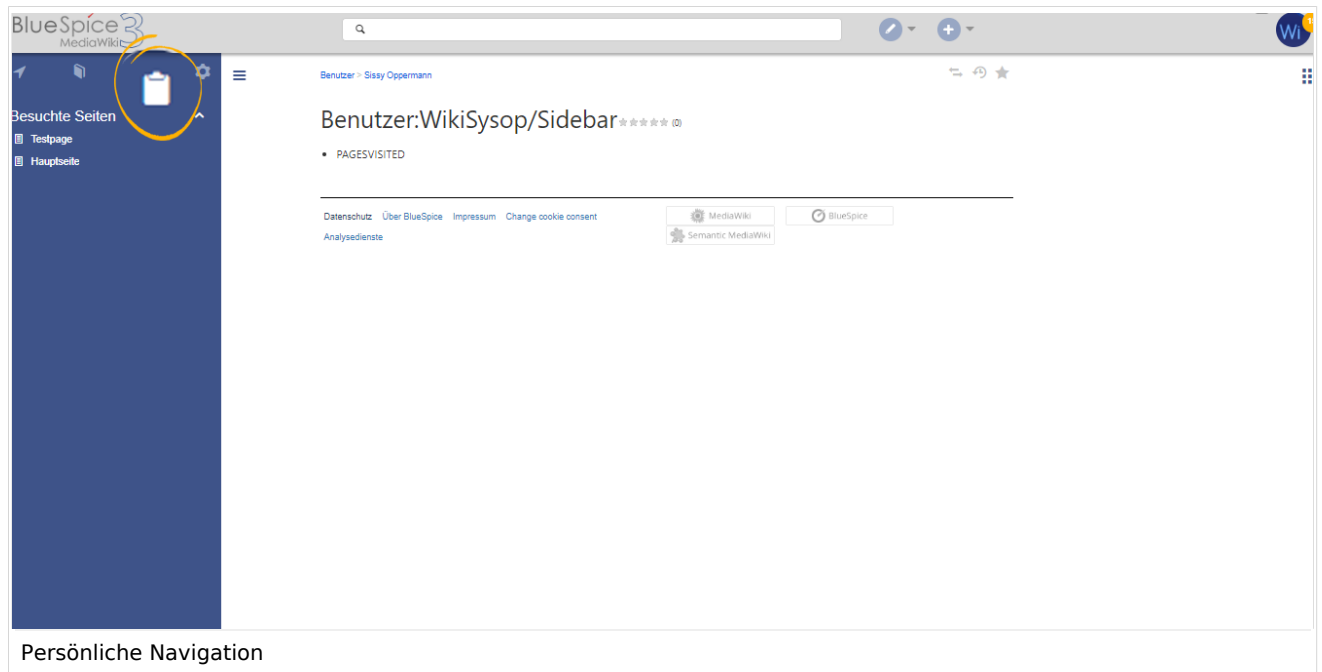 BlueSpice 3
MediaWiki
Wi
Besuchte Seiten
Testpage
Hauptseite
Benutzer > Sissy Oppermann
Benutzer:WikiSysop/Sidebar (0)
• PAGESVISITED
Datenschutz Über BlueSpice Impressum Change cookie consent
Analysedienste
MediaWiki
BlueSpice
Semantic MediaWiki
Persönliche Navigation